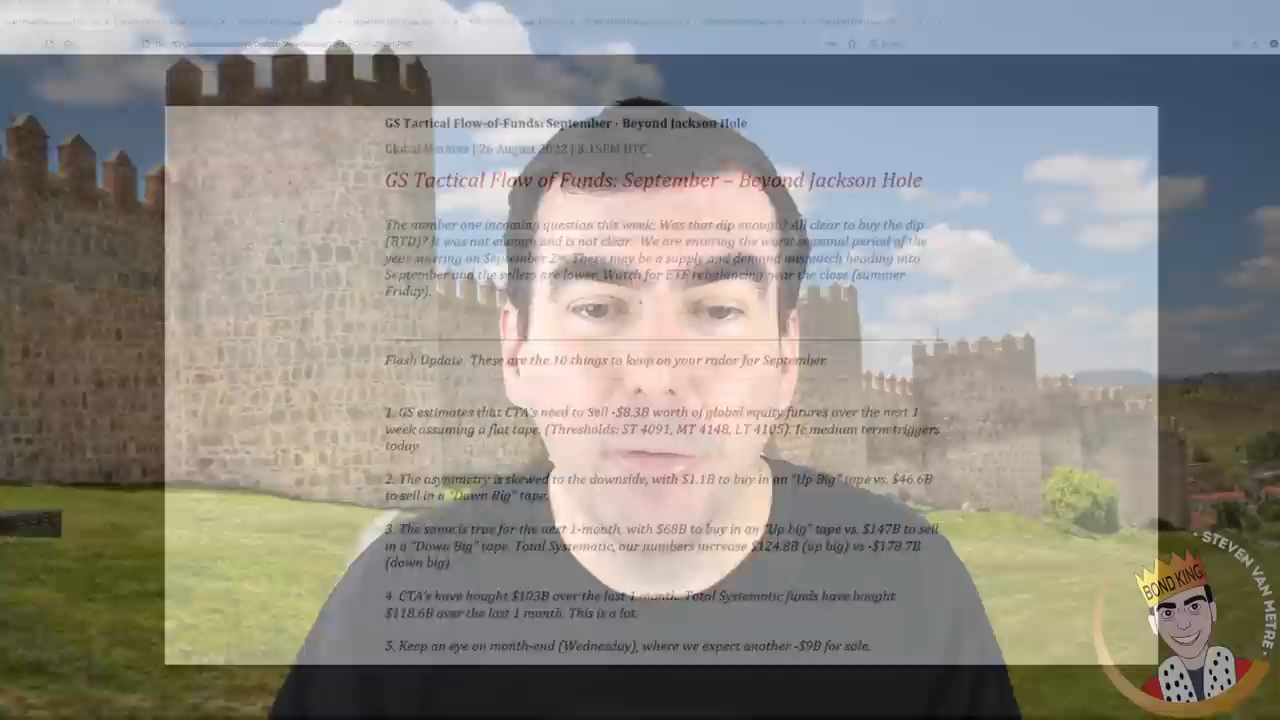 GS Tactical Flow-of-Funds: September - Beyond Jackson Hole
Global Markets | 26 August 2022 | 3:15PM UTC
GS Tactical Flow of Funds: September – Beyond Jackson Hole
The number one incoming question this week. Was that dip enough? All clear to buy the dip
(BTD)? It was not enough and is not clear. We are entering the worst seasonal period of the
year starting on September 2nd. There may be a supply and demand mismatch heading into
September and the sellers are lower. Watch for ETF rebalancing near the close (summer
Friday).
Flash Update. These are the 10 things to keep on your radar for September.
1. GS estimates that CTA's need to Sell -$8.3B worth of global equity futures over the next 1
week assuming a flat tape. (Thresholds: ST 4091, MT 4148, LT 4105). Ie medium term triggers
today.
2. The asymmetry is skewed to the downside, with $1.1B to buy in an "Up Big" tape vs. $46.6B
to sell in a "Down Big" tape.
3. The same is true for the next 1-month, with $68B to buy in an "Up big" tape vs. $147B to sell
in a "Down Big" tape. Total Systematic, our numbers increase $124.8B (up big) vs -$178.7B
(down big)
4. CTA's have bought $103B over the last 1 month. Total Systematic funds have bought
$118.6B over the last 1 month. This is a lot.
5. Keep an eye on month-end (Wednesday), where we expect another -$9B for sale.
BOND KING
· STEVEN VAN METRE ·